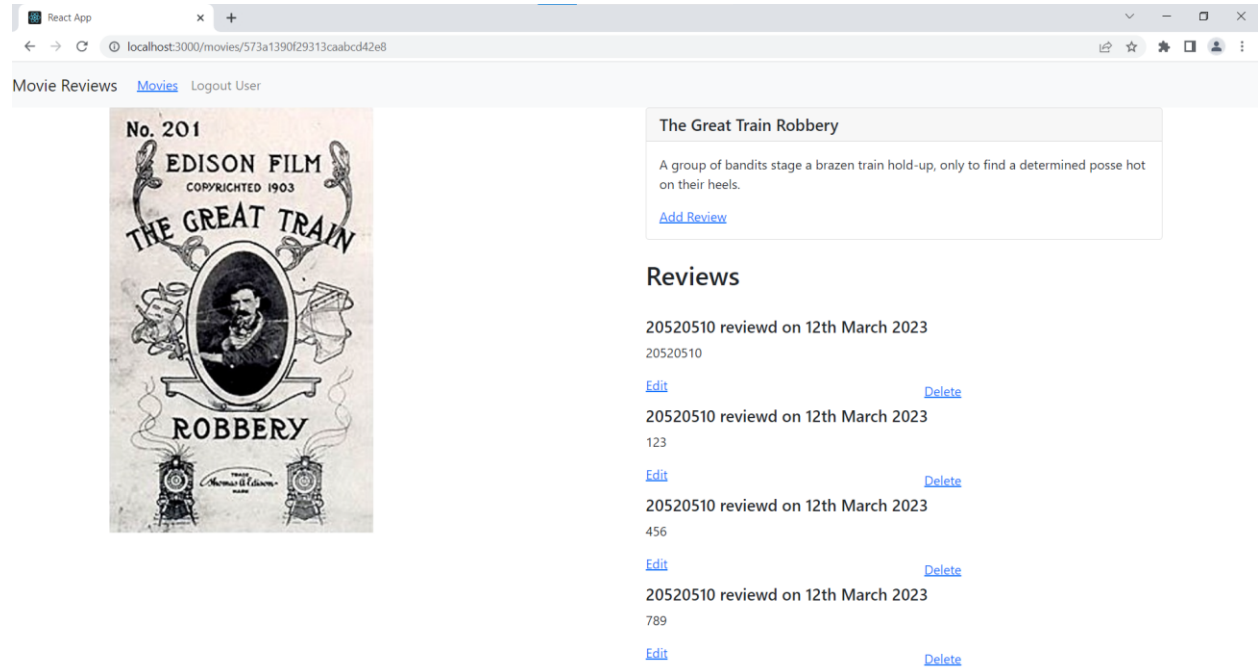 React App
localhost:3000/movies/573a1390f29313caabcd42e8
Movie Reviews Movies Logout User
No. 201
EDISON FILM
COPYRIGHTED 1903
THE GREAT TRAIN
ROBBERY
TRADE
Thomas A Edison
MARK
The Great Train Robbery
A group of bandits stage a brazen train hold-up, only to find a determined posse hot
on their heels.
Add Review
Reviews
20520510 reviewd on 12th March 2023
20520510
Edit Delete
20520510 reviewd on 12th March 2023
123
Edit Delete
20520510 reviewd on 12th March 2023
456
Edit Delete
20520510 reviewd on 12th March 2023
789
Edit Delete